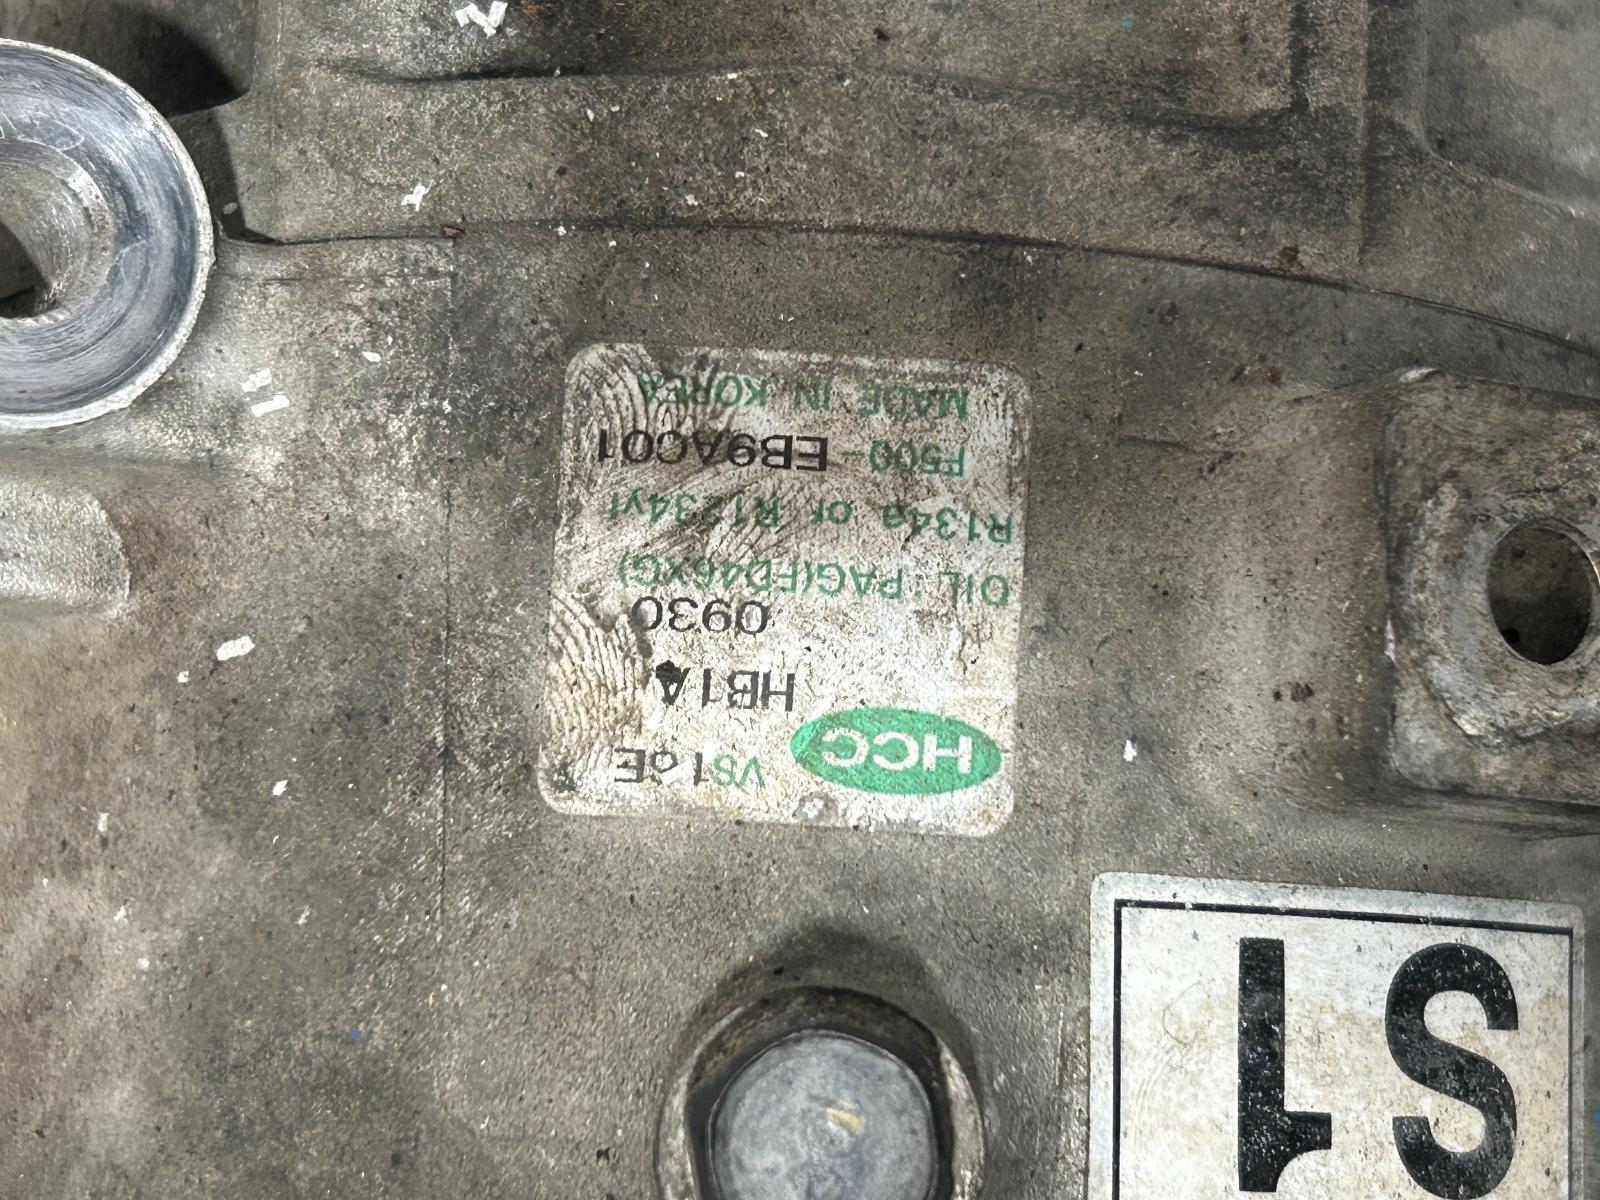 HCC VS16E
HB1A
0930
OIL : PAG(FD46XG)
R134a or R1234yf
F500-EB9AC01
MADE IN KOREA
S1